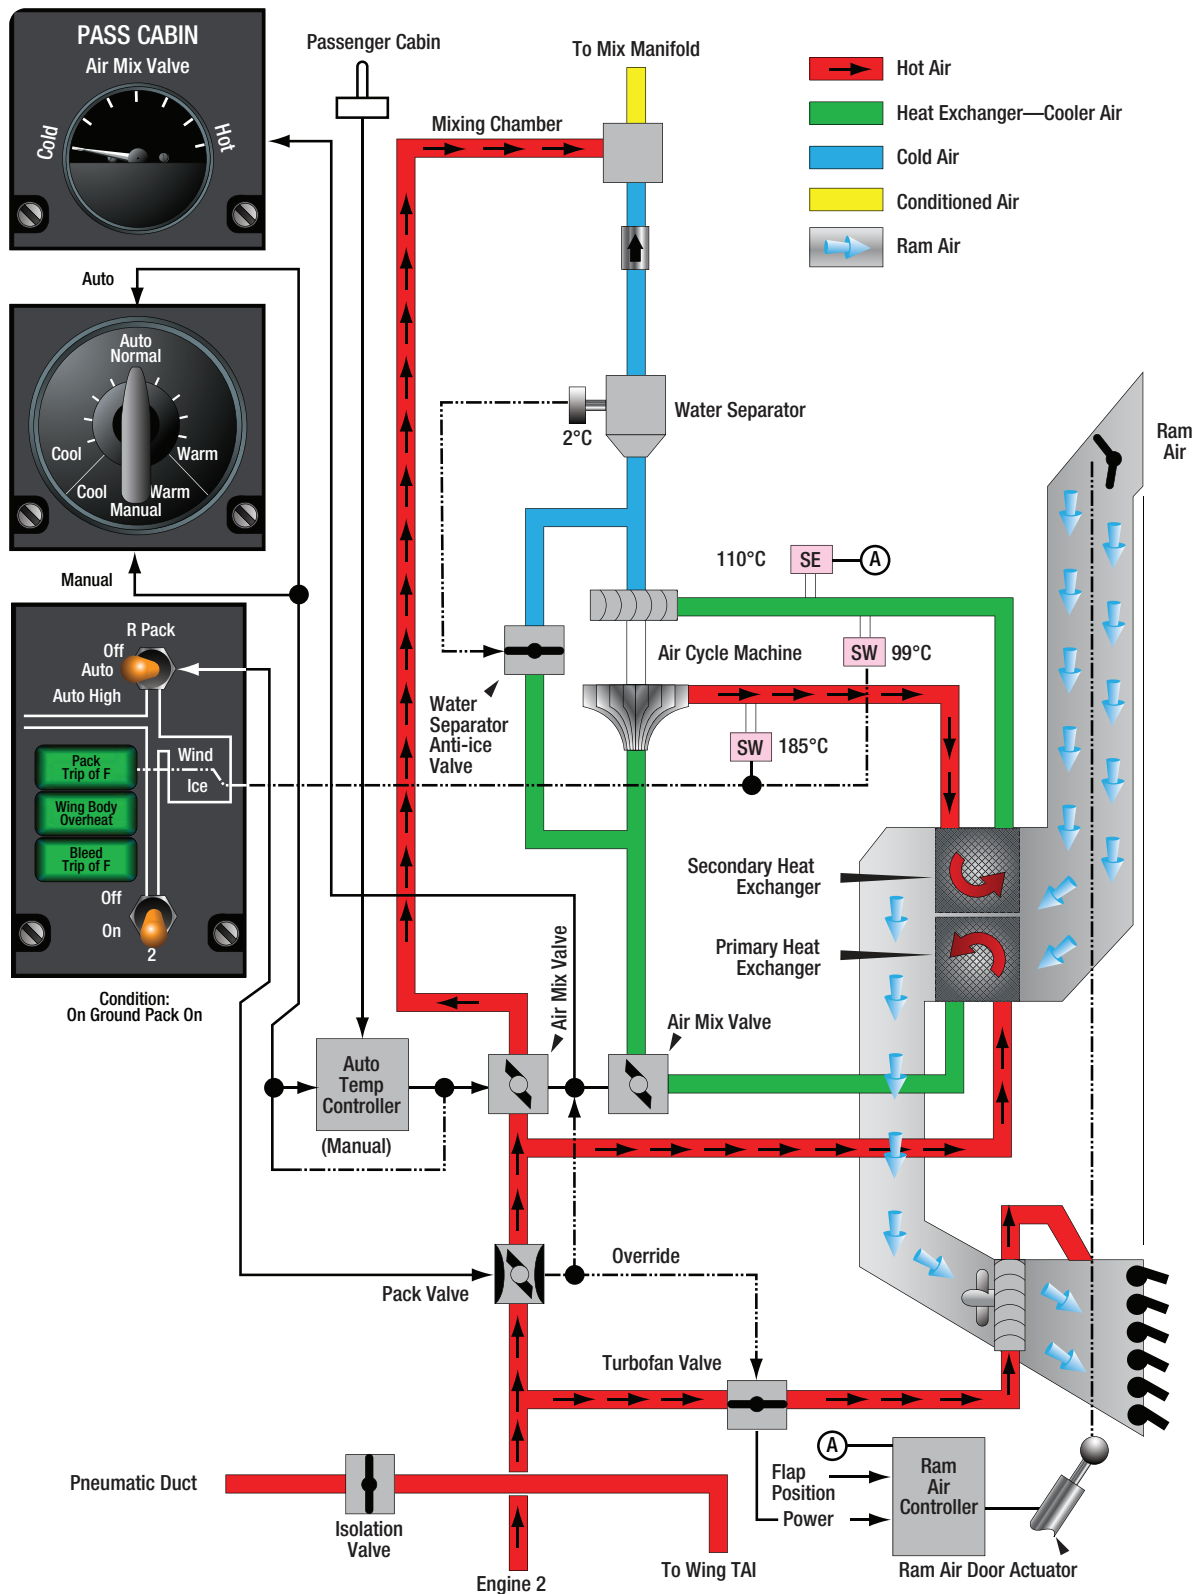 PASS CABIN
Air Mix Valve
Cold
Hot
Passenger Cabin
To Mix Manifold
Mixing Chamber
Hot Air
Heat Exchanger—Cooler Air
Cold Air
Conditioned Air
Ram Air
Auto
Auto
Normal
Cool
Warm
Cool
Warm
Manual
Manual
2°C
Water Separator
Ram
Air
110°C
SE
A
SW
99°C
Air Cycle Machine
Water
Separator
Anti-ice
Valve
SW
185°C
R Pack
Off
Auto
Auto High
Wind
Ice
Pack
Trip of F
Wing Body
Overheat
Bleed
Trip of F
Off
On
2
Condition:
On Ground Pack On
Secondary Heat
Exchanger
Primary Heat
Exchanger
Air Mix Valve
Air Mix Valve
Auto
Temp
Controller
(Manual)
Override
Pack Valve
Turbofan Valve
A
Flap
Position
Power
Ram
Air
Controller
Pneumatic Duct
Isolation
Valve
To Wing TAI
Ram Air Door Actuator
Engine 2